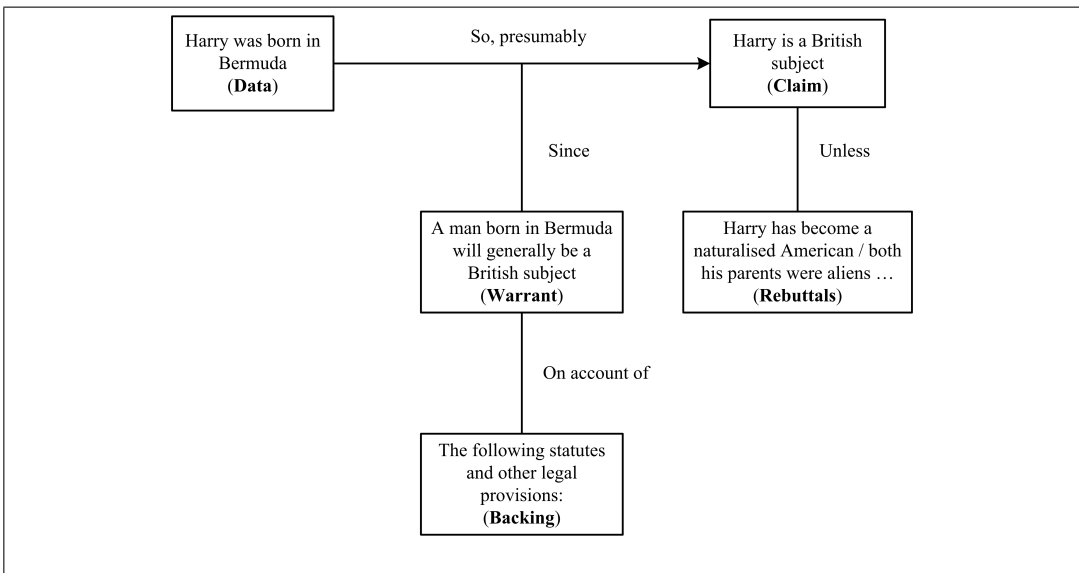 Harry was born in
Bermuda
(Data)
So, presumably
Harry is a British
subject
(Claim)
Since
Unless
A man born in Bermuda
will generally be a
British subject
(Warrant)
Harry has become a
naturalised American / both
his parents were aliens …
(Rebuttals)
On account of
The following statutes
and other legal
provisions:
(Backing)